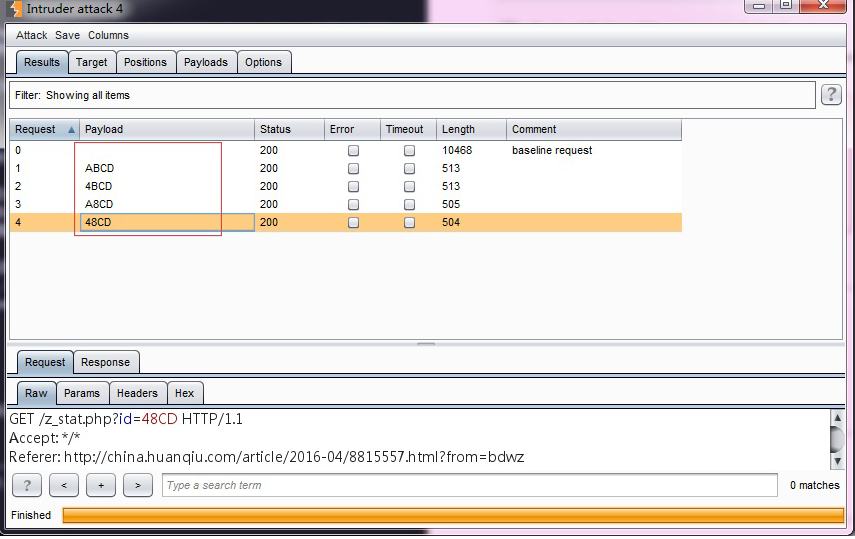 Intruder attack 4
Attack Save Columns
Results Target Positions Payloads Options
Filter: Showing all items ?
Request Payload Status Error Timeout Length Comment
0 200 10468 baseline request
1 ABCD 200 513
2 4BCD 200 513
3 A8CD 200 505
4 48CD 200 504
Request Response
Raw Params Headers Hex
GET /z_stat.php?id=48CD HTTP/1.1
Accept: */*
Referer: http://china.huanqiu.com/article/2016-04/8815557.html?from=bdwz
? < + > Type a search term 0 matches
Finished